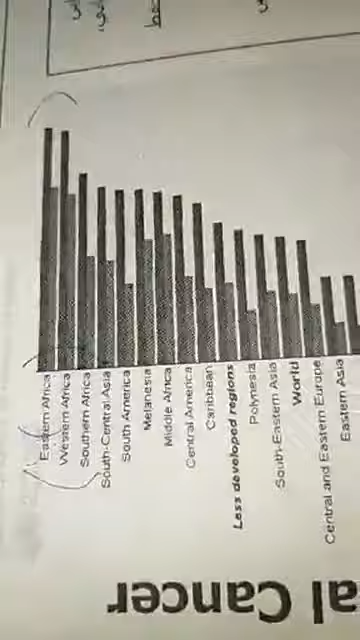 Eastern Africa
Western Africa
Southern Africa
South-Central Asia
South America
Melanesia
Middle Africa
Central America
Caribbean
Less developed regions
Polynesia
South-Eastern Asia
World
Central and Eastern Europe
Eastern Asia
al Cancer